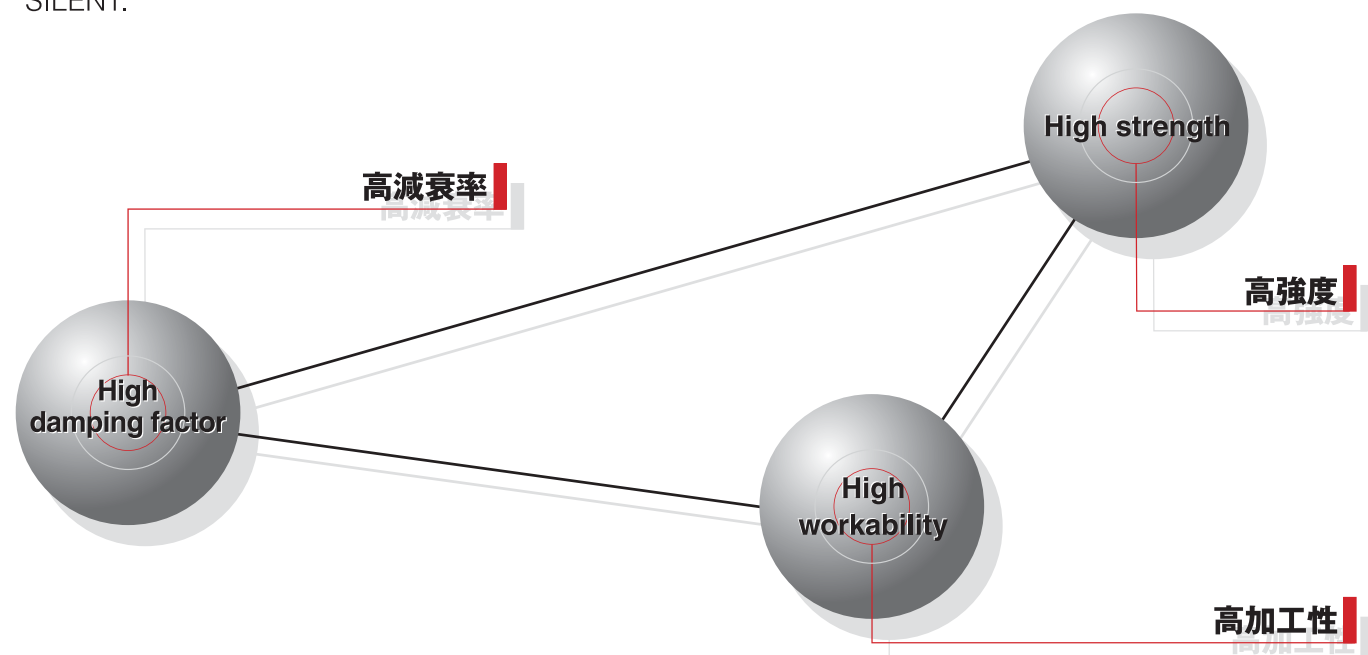 SILENT.
High strength
高減衰率
高強度
High
damping factor
High
workability
高加工性